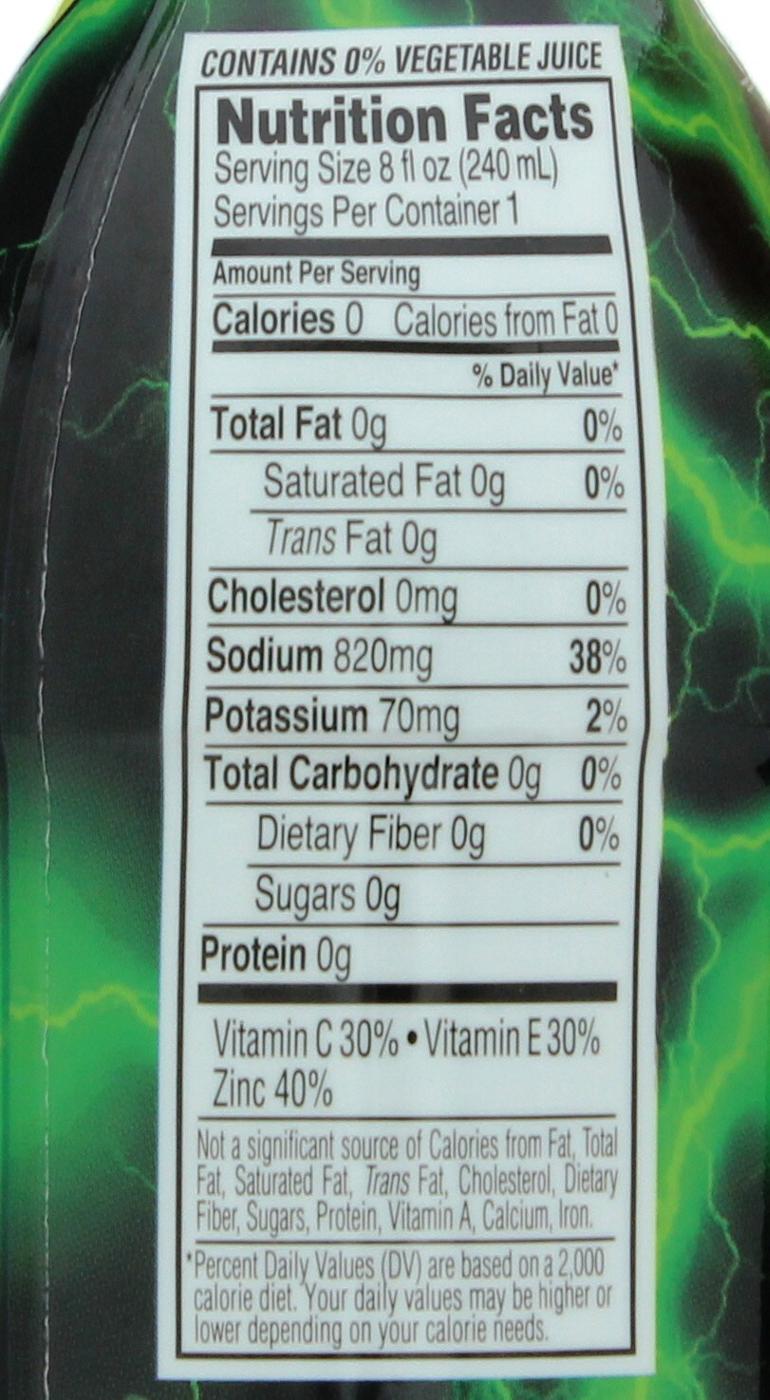 CONTAINS 0% VEGETABLE JUICE
Nutrition Facts
Serving Size 8 fl oz (240 mL)
Servings Per Container 1
Amount Per Serving
Calories 0 Calories from Fat 0
% Daily Value*
Total Fat 0g 0%
Saturated Fat 0g 0%
Trans Fat 0g
Cholesterol 0mg 0%
Sodium 820mg 38%
Potassium 70mg 2%
Total Carbohydrate 0g 0%
Dietary Fiber 0g 0%
Sugars 0g
Protein 0g
Vitamin C 30% • Vitamin E 30%
Zinc 40%
Not a significant source of Calories from Fat, Total
Fat, Saturated Fat, Trans Fat, Cholesterol, Dietary
Fiber, Sugars, Protein, Vitamin A, Calcium, Iron.
*Percent Daily Values (DV) are based on a 2,000
calorie diet. Your daily values may be higher or
lower depending on your calorie needs.